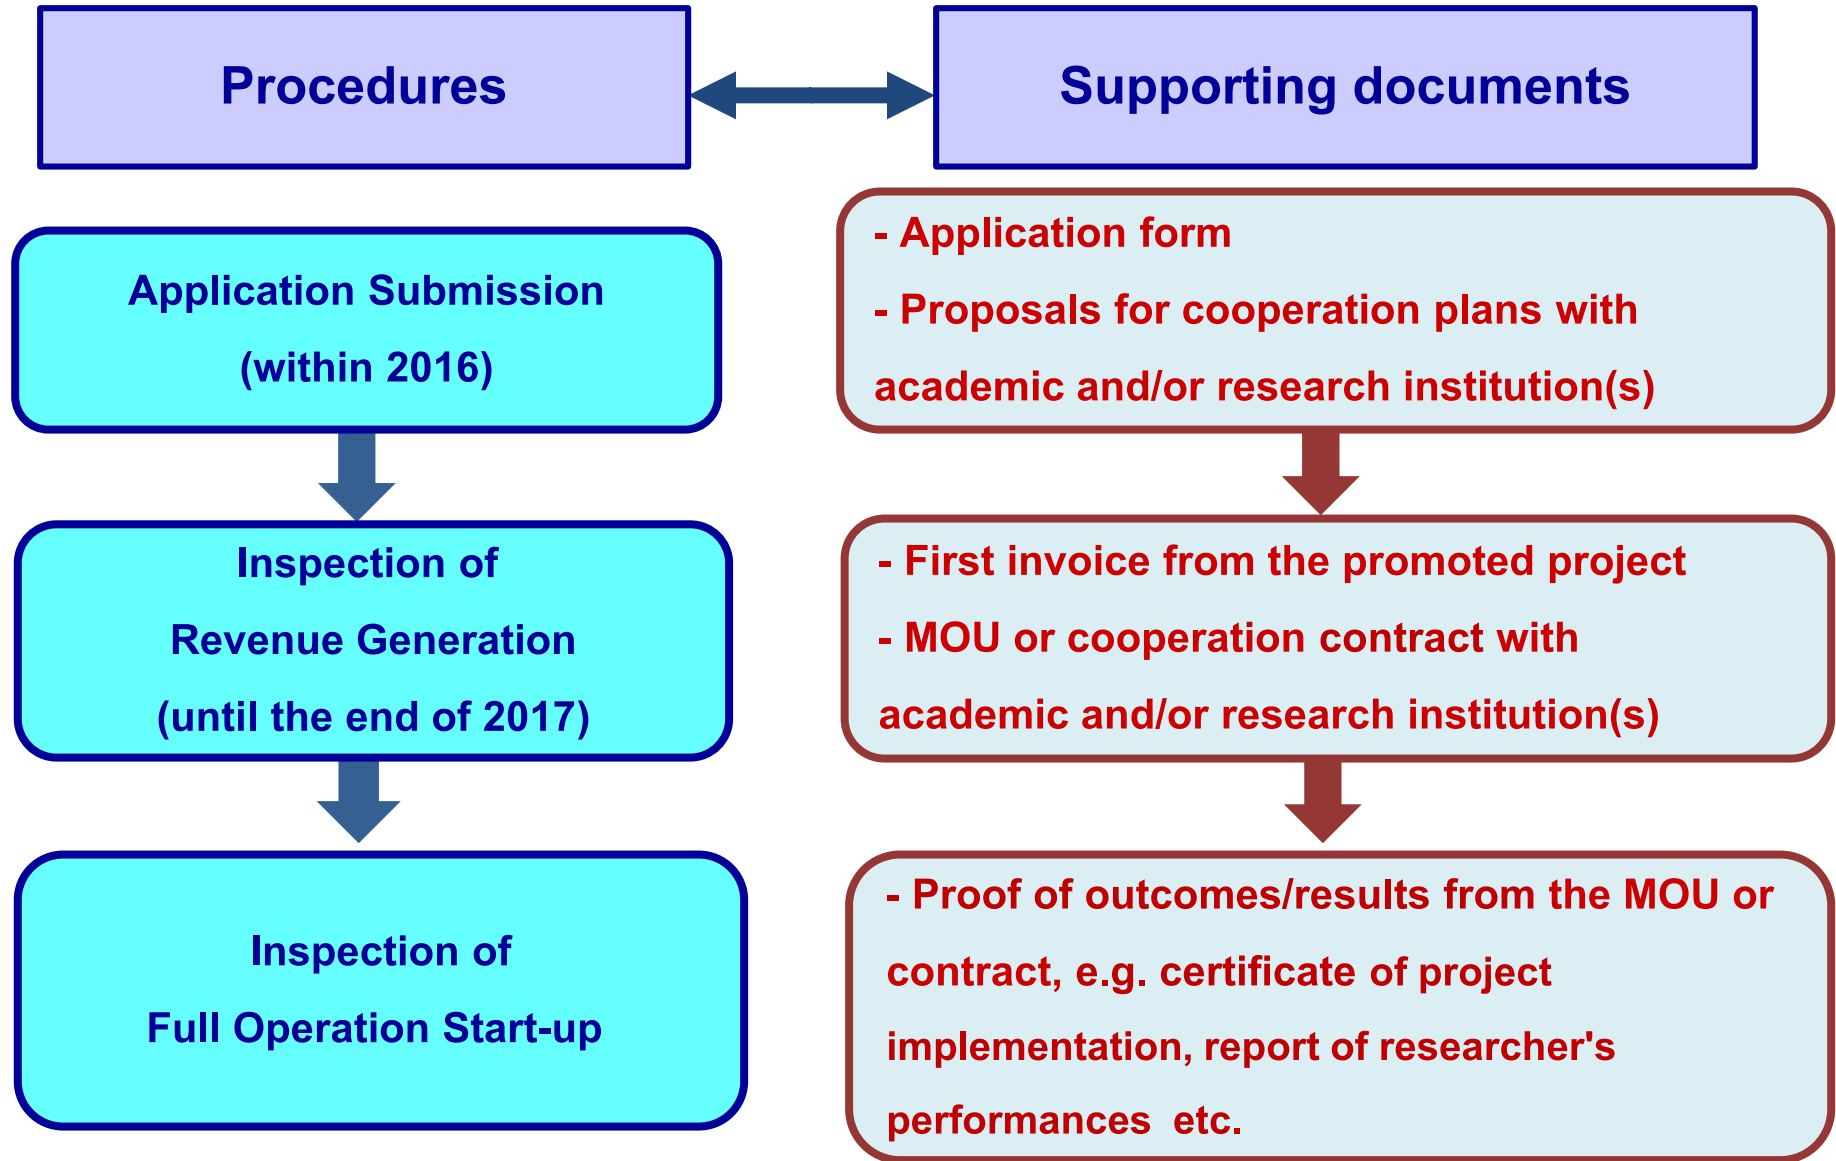 Procedures
Supporting documents
Application Submission
(within 2016)
- Application form
- Proposals for cooperation plans with
academic and/or research institution(s)
Inspection of
Revenue Generation
(until the end of 2017)
- First invoice from the promoted project
- MOU or cooperation contract with
academic and/or research institution(s)
Inspection of
Full Operation Start-up
- Proof of outcomes/results from the MOU or
contract, e.g. certificate of project
implementation, report of researcher's
performances  etc.